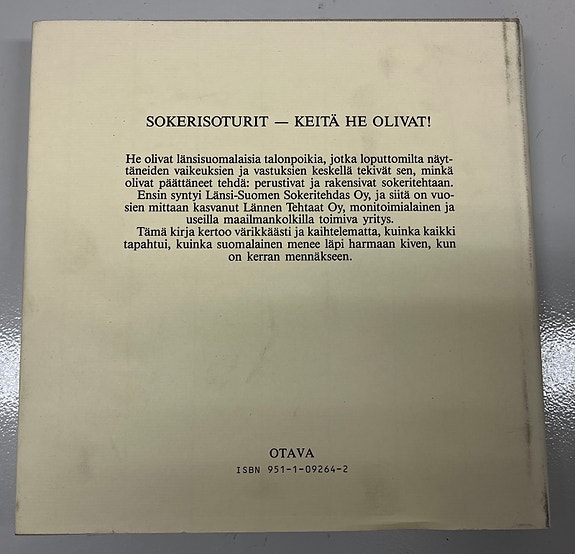 SOKERISOTURIT — KEITÄ HE OLIVAT!
He olivat länsisuomalaisia talonpoikia, jotka loputtomilta näyt-
täneiden vaikeuksien ja vastuksien keskellä tekivät sen, minkä
olivat päättäneet tehdä: perustivat ja rakensivat sokeritehtaan.
Ensin syntyi Länsi-Suomen Sokeritehdas Oy, ja siitä on vuo-
sien mittaan kasvanut Lännen Tehtaat Oy, monitoimialainen ja
useilla maailmankolkilla toimiva yritys.
Tämä kirja kertoo värikkäästi ja kaihtelematta, kuinka kaikki
tapahtui, kuinka suomalainen menee läpi harmaan kiven, kun
on kerran mennäkseen.
OTAVA
ISBN 951-1-09264-2